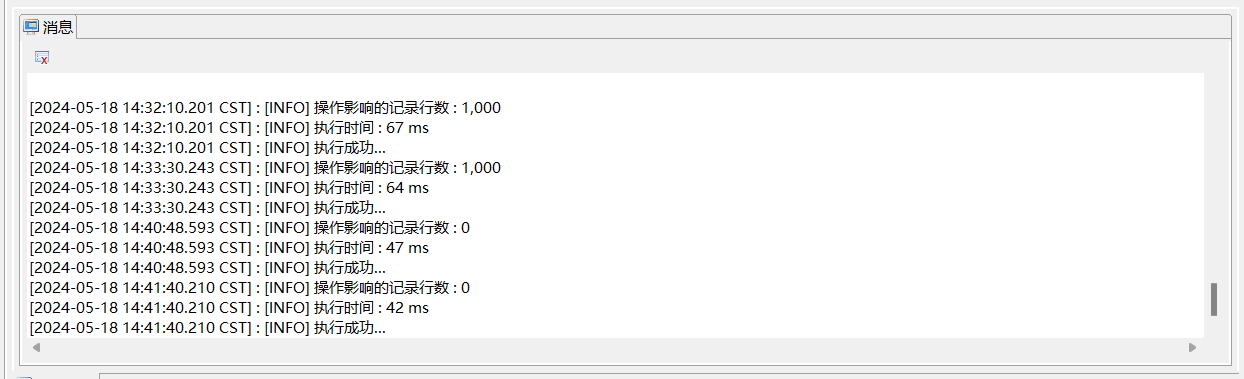 消息
[2024-05-18 14:32:10.201 CST] : [INFO] 操作影响的记录行数 : 1,000
[2024-05-18 14:32:10.201 CST] : [INFO] 执行时间 : 67 ms
[2024-05-18 14:32:10.201 CST] : [INFO] 执行成功...
[2024-05-18 14:33:30.243 CST] : [INFO] 操作影响的记录行数 : 1,000
[2024-05-18 14:33:30.243 CST] : [INFO] 执行时间 : 64 ms
[2024-05-18 14:33:30.243 CST] : [INFO] 执行成功...
[2024-05-18 14:40:48.593 CST] : [INFO] 操作影响的记录行数 : 0
[2024-05-18 14:40:48.593 CST] : [INFO] 执行时间 : 47 ms
[2024-05-18 14:40:48.593 CST] : [INFO] 执行成功...
[2024-05-18 14:41:40.210 CST] : [INFO] 操作影响的记录行数 : 0
[2024-05-18 14:41:40.210 CST] : [INFO] 执行时间 : 42 ms
[2024-05-18 14:41:40.210 CST] : [INFO] 执行成功...